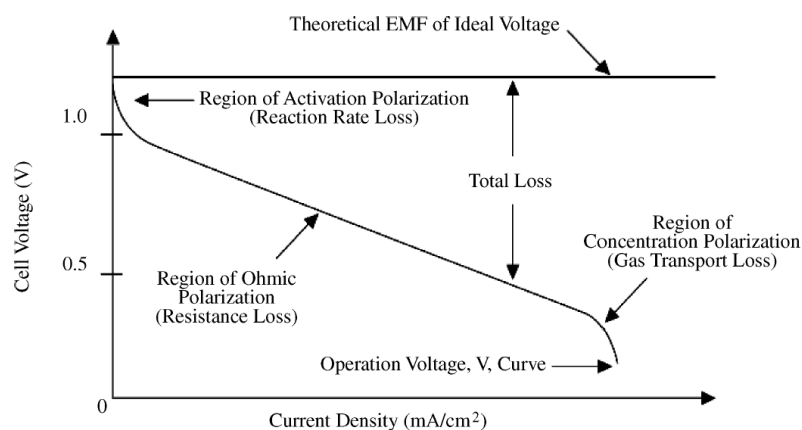 Theoretical EMF of Ideal Voltage
Region of Activation Polarization
(Reaction Rate Loss)
1.0
Total Loss
Cell Voltage (V)
Region of
Concentration Polarization
(Gas Transport Loss)
0.5
Region of Ohmic
Polarization
(Resistance Loss)
Operation Voltage, V, Curve
0
Current Density (mA/cm²)